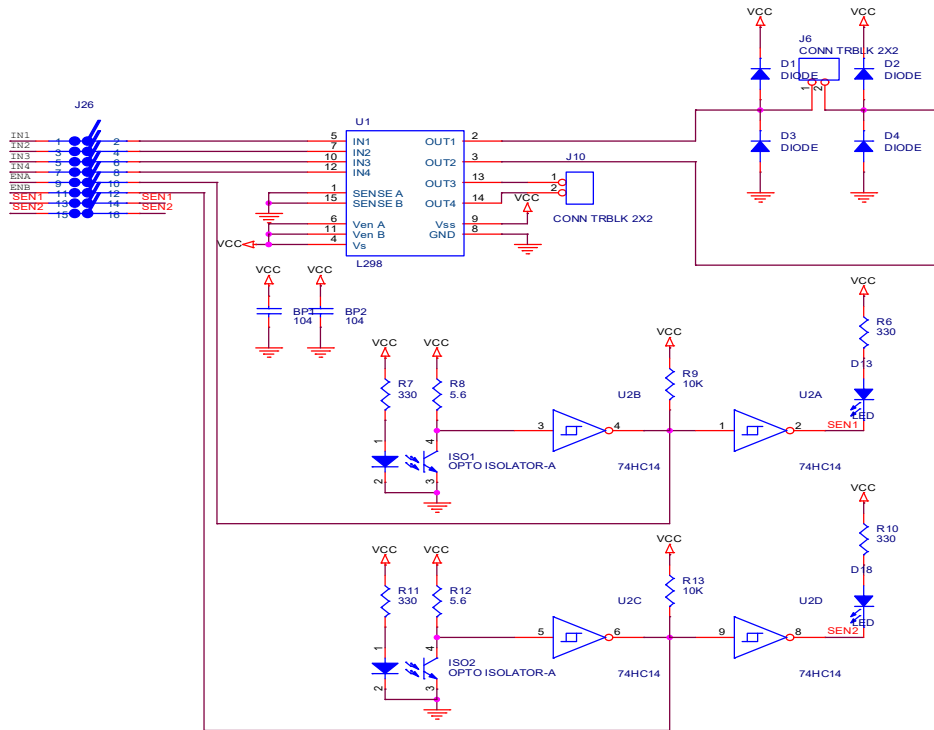 VCC
VCC
J6
CONN TRBLK 2X2
D1
DIODE
1
2
D2
DIODE
J26
U1
IN1
1
2
5
IN1
OUT1
2
IN2
3
4
7
IN2
D3
DIODE
D4
DIODE
IN3
5
6
10
IN3
OUT2
3
IN4
7
8
12
IN4
J10
ENA
9
10
OUT3
13
1
ENB
11
12
1
SENSE A
2
SEN1
13
14
SEN1
15
SENSE B
OUT4
14
VCC
SEN2
15
16
SEN2
CONN TRBLK 2X2
6
Ven A
Vss
9
11
Ven B
GND
8
VCC
4
Vs
L298
VCC
VCC
BP1
104
BP2
104
VCC
R6
330
VCC
VCC
VCC
D13
R7
330
R8
5.6
R9
10K
U2B
U2A
LED
SEN1
1
4
3
4
1
2
ISO1
OPTO ISOLATOR-A
2
3
74HC14
74HC14
VCC
R10
330
VCC
VCC
VCC
D18
R11
330
R12
5.6
R13
10K
U2C
U2D
LED
SEN2
1
4
5
6
9
8
ISO2
OPTO ISOLATOR-A
2
3
74HC14
74HC14